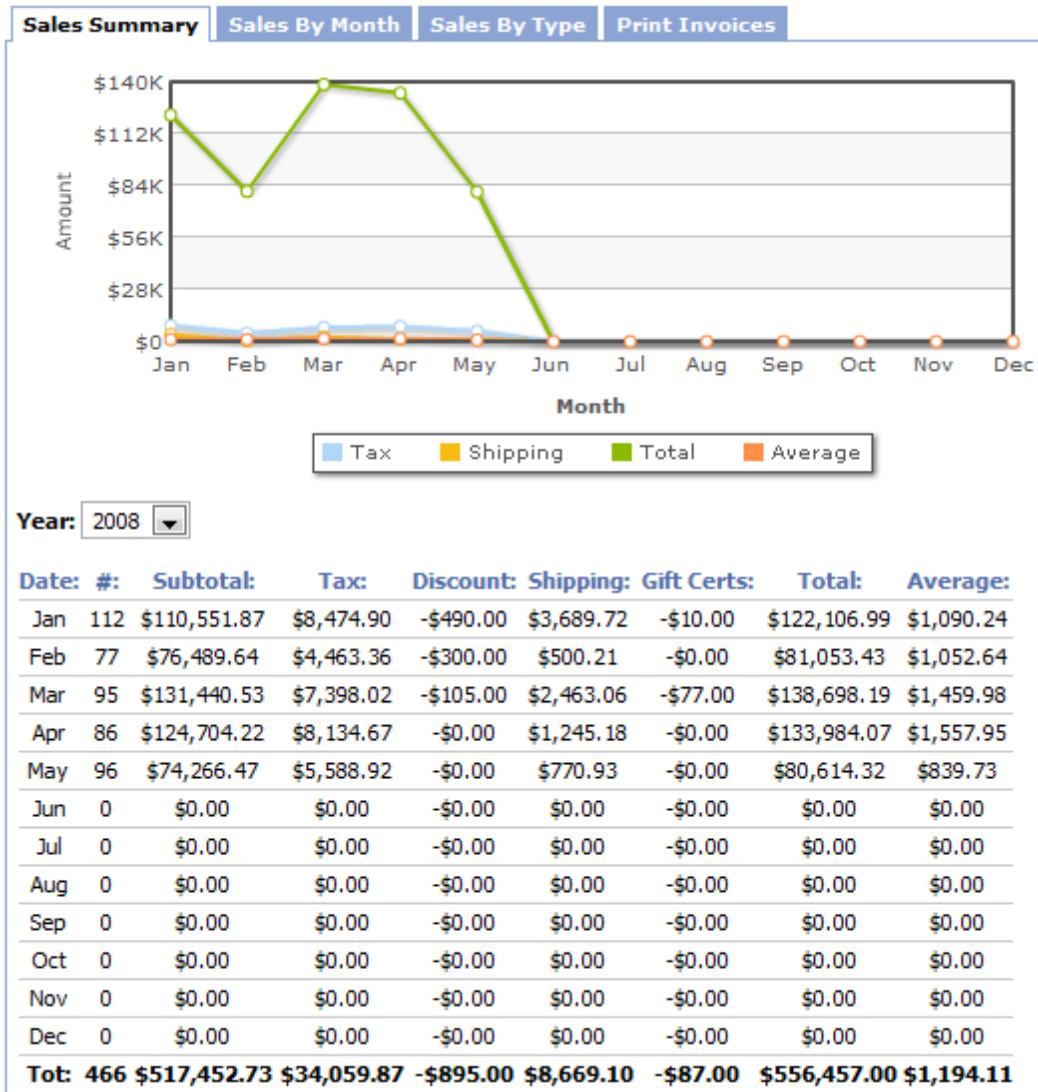 Sales Summary Sales By Month Sales By Type Print Invoices
$140K
$112K
$84K
$56K
$28K
$0
Amount
Jan Feb Mar Apr May Jun Jul Aug Sep Oct Nov Dec
Month
Tax Shipping Total Average
Year: 2008
Date: #: Subtotal: Tax: Discount: Shipping: Gift Certs: Total: Average:
Jan 112 $110,551.87 $8,474.90 -$490.00 $3,689.72 -$10.00 $122,106.99 $1,090.24
Feb 77 $76,489.64 $4,463.36 -$300.00 $500.21 -$0.00 $81,053.43 $1,052.64
Mar 95 $131,440.53 $7,398.02 -$105.00 $2,463.06 -$77.00 $138,698.19 $1,459.98
Apr 86 $124,704.22 $8,134.67 -$0.00 $1,245.18 -$0.00 $133,984.07 $1,557.95
May 96 $74,266.47 $5,588.92 -$0.00 $770.93 -$0.00 $80,614.32 $839.73
Jun 0 $0.00 $0.00 -$0.00 $0.00 -$0.00 $0.00 $0.00
Jul 0 $0.00 $0.00 -$0.00 $0.00 -$0.00 $0.00 $0.00
Aug 0 $0.00 $0.00 -$0.00 $0.00 -$0.00 $0.00 $0.00
Sep 0 $0.00 $0.00 -$0.00 $0.00 -$0.00 $0.00 $0.00
Oct 0 $0.00 $0.00 -$0.00 $0.00 -$0.00 $0.00 $0.00
Nov 0 $0.00 $0.00 -$0.00 $0.00 -$0.00 $0.00 $0.00
Dec 0 $0.00 $0.00 -$0.00 $0.00 -$0.00 $0.00 $0.00
Tot: 466 $517,452.73 $34,059.87 -$895.00 $8,669.10 -$87.00 $556,457.00 $1,194.11